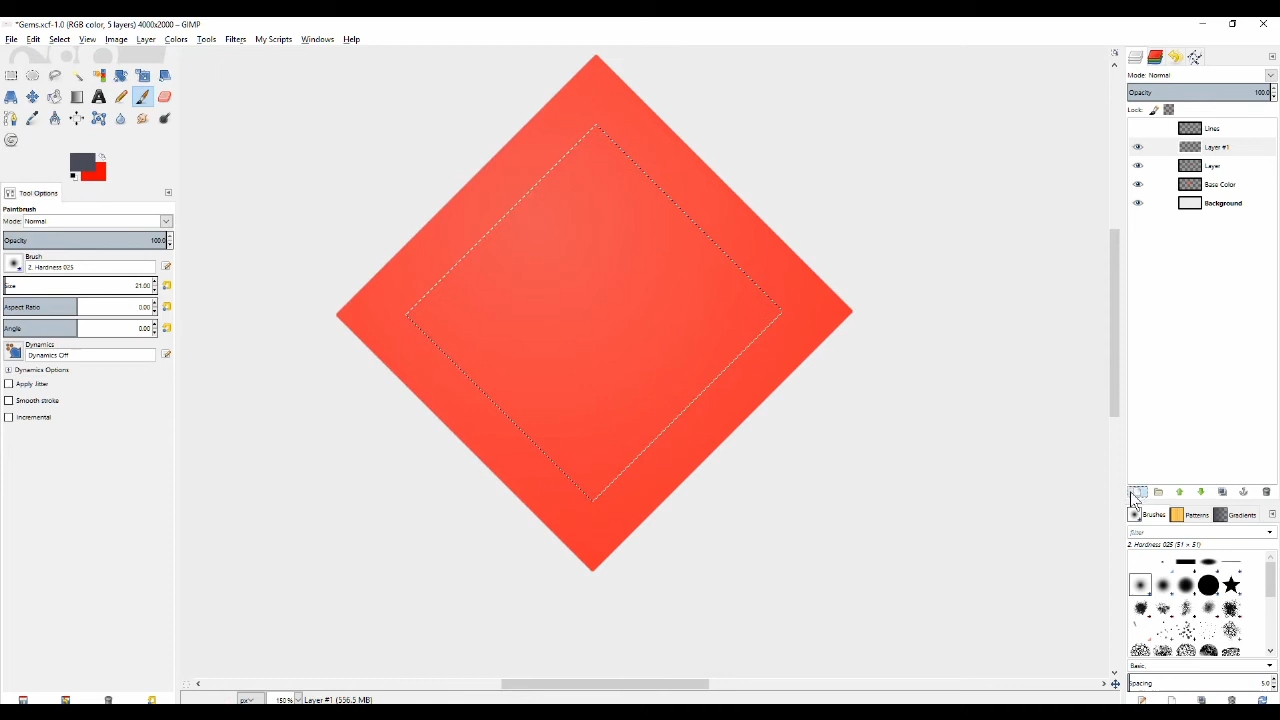 *Gems.xcf-1.0 (RGB color, 5 layers) 4000x2000 – GIMP
File Edit Select View Image Layer Colors Tools Filters My Scripts Windows Help
Mode: Normal
Opacity 100.0
Lock:
Lines
Layer #1
Layer
Base Color
Background
Tool Options
Paintbrush
Mode: Normal
Opacity 100.0
Brush
2. Hardness 025
Size 21.00
Aspect Ratio 0.00
Angle 0.00
Dynamics
Dynamics Off
Dynamics Options
Apply Jitter
Smooth stroke
Incremental
Brushes Patterns Gradients
filter
2. Hardness 025 (51 × 51)
Basic,
Spacing 5.0
px 150% Layer #1 (556.5 MB)